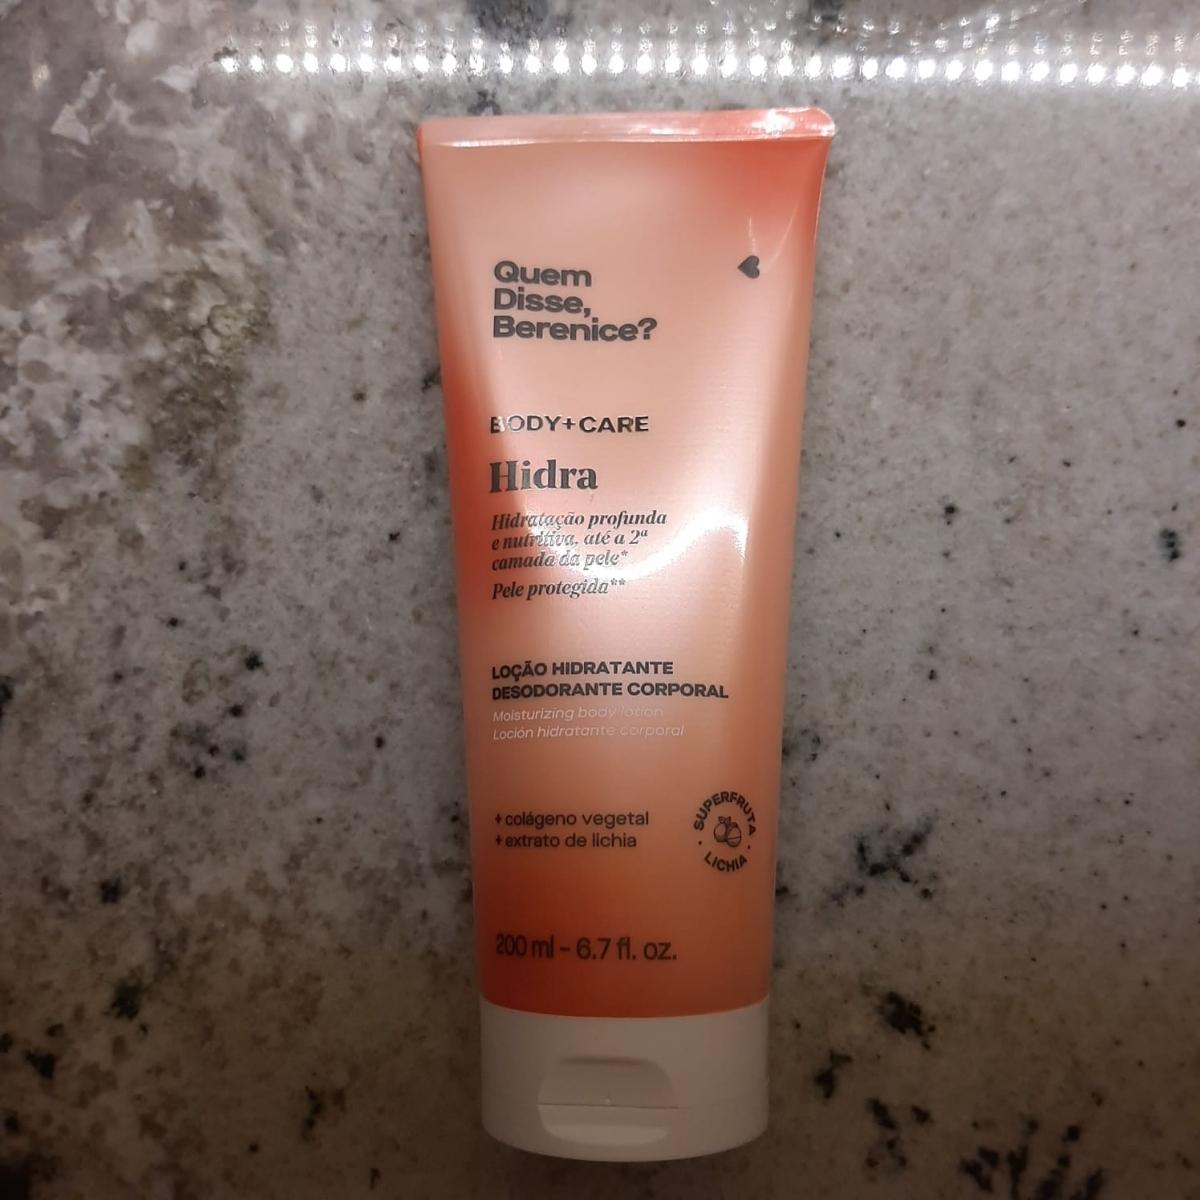 Quem
Disse,
Berenice?
BODY+CARE
Hidra
Hidratação profunda
e nutritiva, até a 2ª
camada da pele*
Pele protegida**
LOÇÃO HIDRATANTE
DESODORANTE CORPORAL
Moisturizing body lotion
Loción hidratante corporal
+ colágeno vegetal
+ extrato de lichia
SUPERFRUTA
· LICHIA ·
200 ml - 6.7 fl. oz.